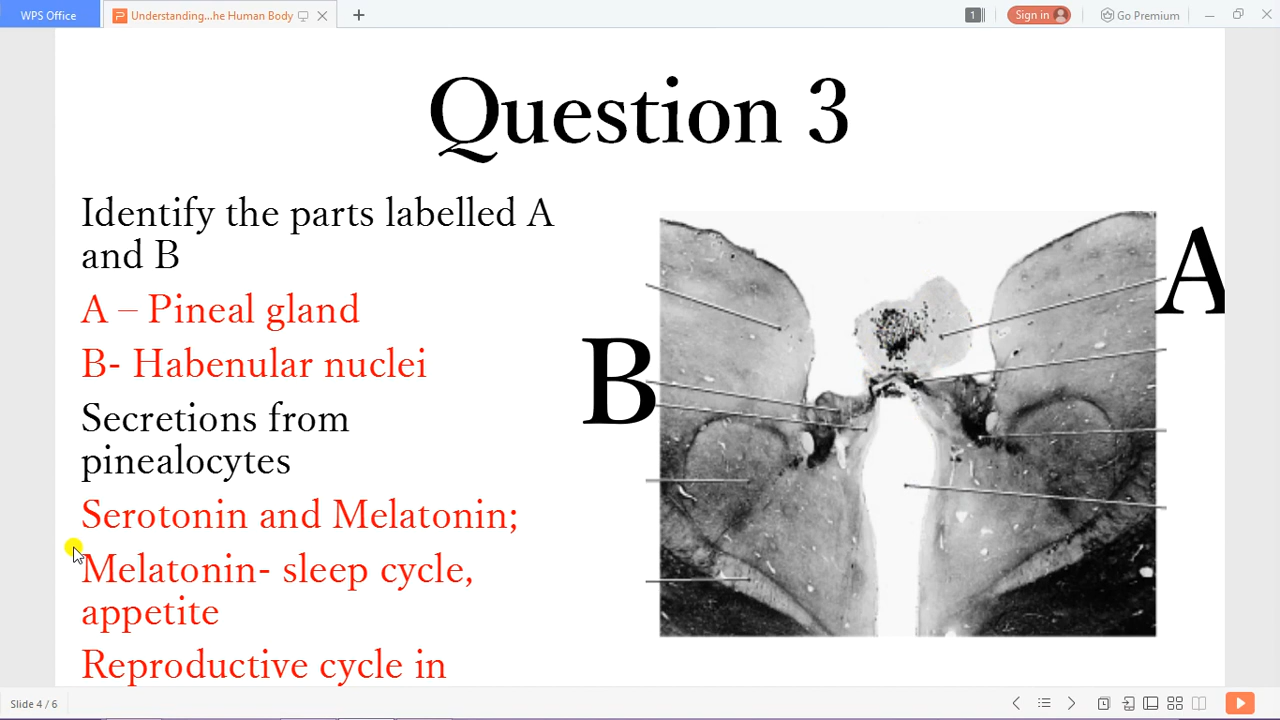 WPS Office
Understanding...he Human Body
1
Sign in
Go Premium
Question 3
Identify the parts labelled A
and B
A – Pineal gland
B- Habenular nuclei
Secretions from
pinealocytes
Serotonin and Melatonin;
Melatonin- sleep cycle,
appetite
Reproductive cycle in
A
B
Slide 4 / 6